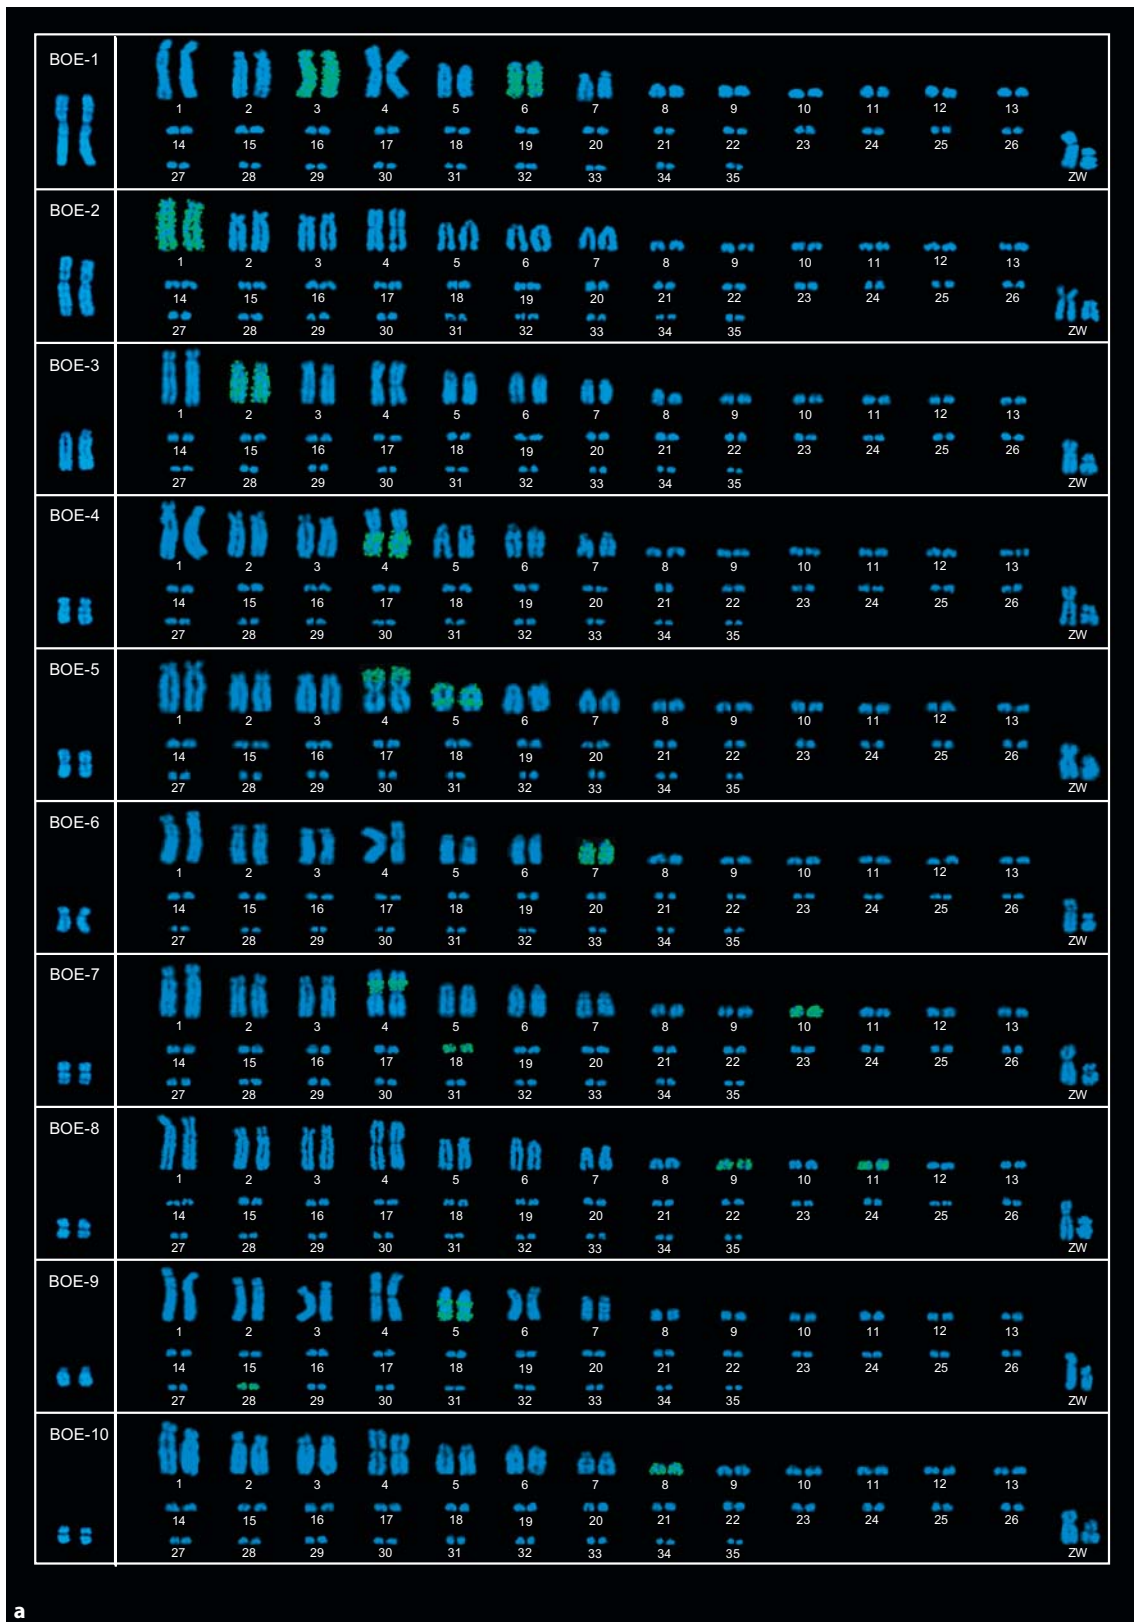 BOE-1
1 2 3 4 5 6 7 8 9 10 11 12 13
14 15 16 17 18 19 20 21 22 23 24 25 26
27 28 29 30 31 32 33 34 35 ZW
BOE-2
1 2 3 4 5 6 7 8 9 10 11 12 13
14 15 16 17 18 19 20 21 22 23 24 25 26
27 28 29 30 31 32 33 34 35 ZW
BOE-3
1 2 3 4 5 6 7 8 9 10 11 12 13
14 15 16 17 18 19 20 21 22 23 24 25 26
27 28 29 30 31 32 33 34 35 ZW
BOE-4
1 2 3 4 5 6 7 8 9 10 11 12 13
14 15 16 17 18 19 20 21 22 23 24 25 26
27 28 29 30 31 32 33 34 35 ZW
BOE-5
1 2 3 4 5 6 7 8 9 10 11 12 13
14 15 16 17 18 19 20 21 22 23 24 25 26
27 28 29 30 31 32 33 34 35 ZW
BOE-6
1 2 3 4 5 6 7 8 9 10 11 12 13
14 15 16 17 18 19 20 21 22 23 24 25 26
27 28 29 30 31 32 33 34 35 ZW
BOE-7
1 2 3 4 5 6 7 8 9 10 11 12 13
14 15 16 17 18 19 20 21 22 23 24 25 26
27 28 29 30 31 32 33 34 35 ZW
BOE-8
1 2 3 4 5 6 7 8 9 10 11 12 13
14 15 16 17 18 19 20 21 22 23 24 25 26
27 28 29 30 31 32 33 34 35 ZW
BOE-9
1 2 3 4 5 6 7 8 9 10 11 12 13
14 15 16 17 18 19 20 21 22 23 24 25 26
27 28 29 30 31 32 33 34 35 ZW
BOE-10
1 2 3 4 5 6 7 8 9 10 11 12 13
14 15 16 17 18 19 20 21 22 23 24 25 26
27 28 29 30 31 32 33 34 35 ZW
a